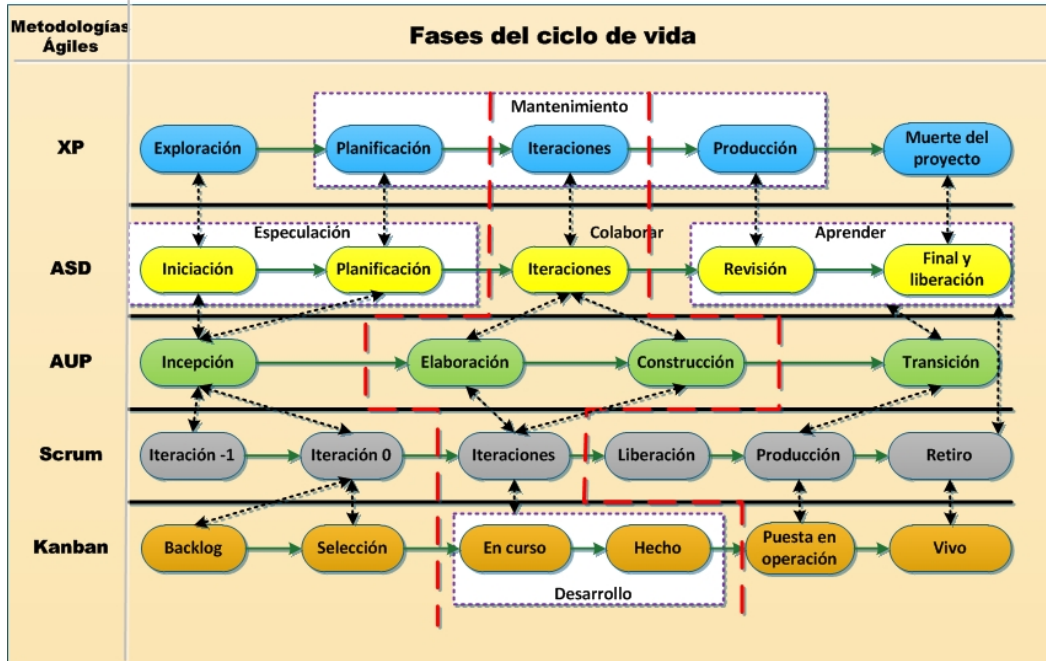 Metodologías
Ágiles
Fases del ciclo de vida
XP
Mantenimiento
Exploración
Planificación
Iteraciones
Producción
Muerte del
proyecto
ASD
Especulación
Colaborar
Aprender
Iniciación
Planificación
Iteraciones
Revisión
Final y
liberación
AUP
Incepción
Elaboración
Construcción
Transición
Scrum
Iteración -1
Iteración 0
Iteraciones
Liberación
Producción
Retiro
Kanban
Backlog
Selección
En curso
Hecho
Puesta en
operación
Vivo
Desarrollo